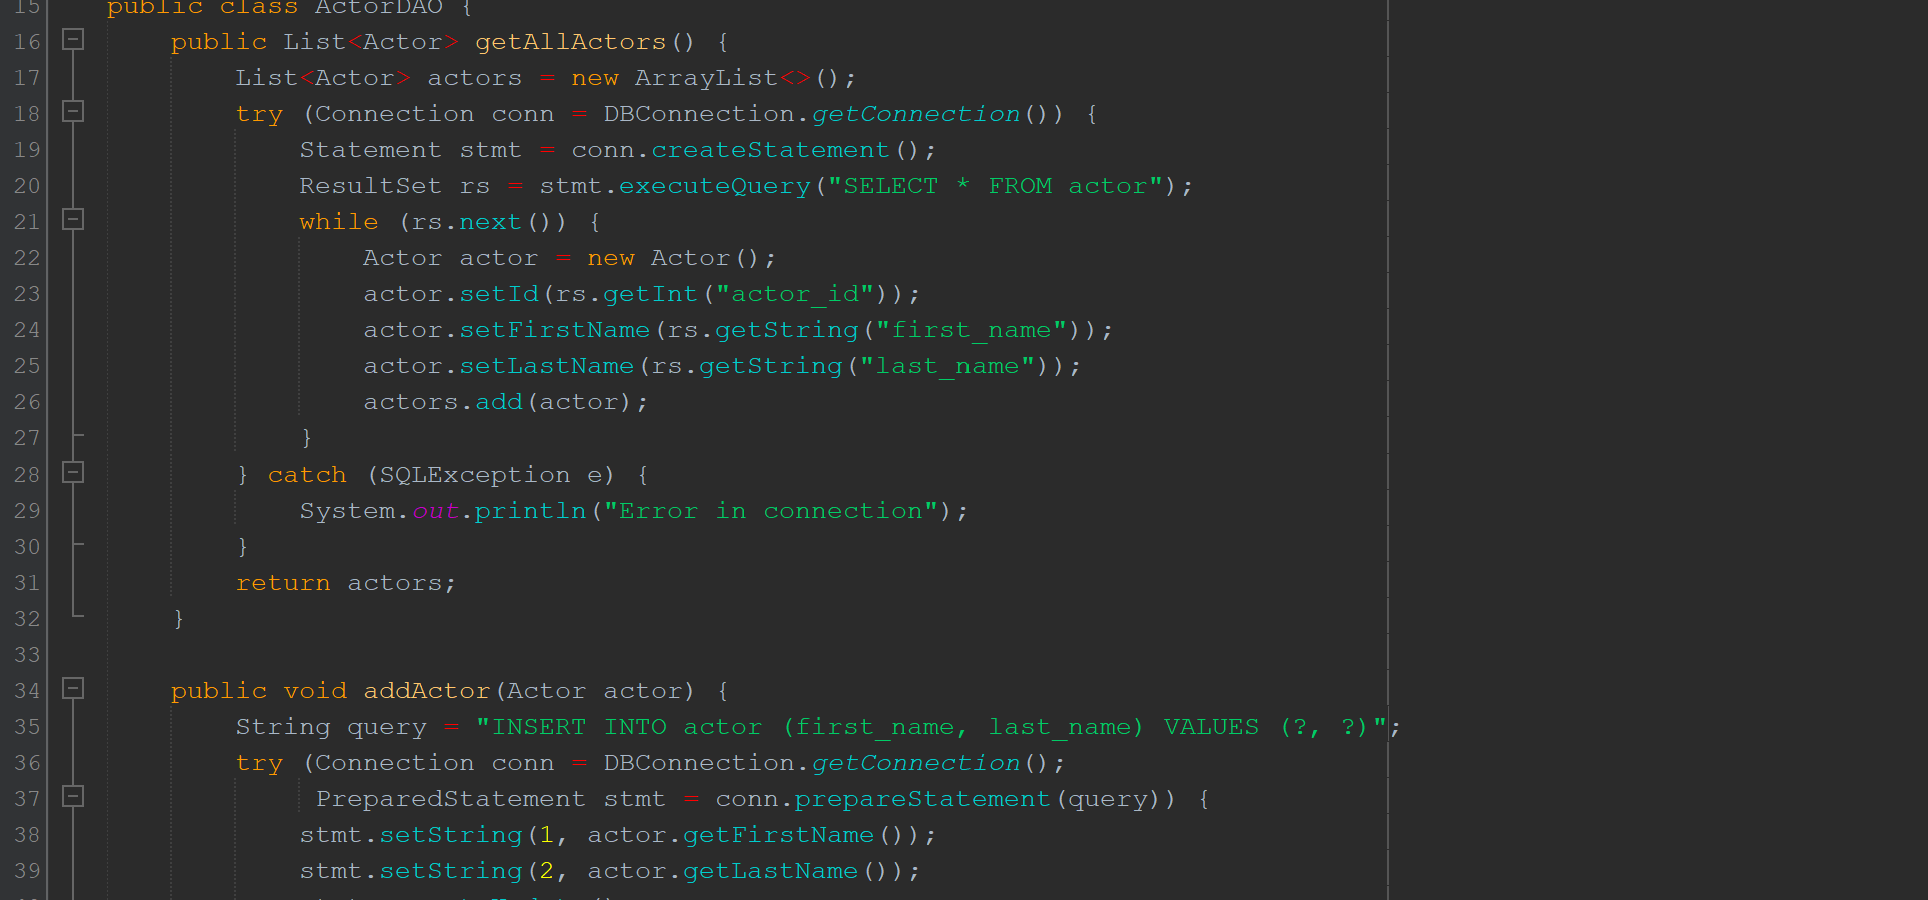 15 public class ActorDAO {
16 public List<Actor> getAllActors() {
17 List<Actor> actors = new ArrayList<>();
18 try (Connection conn = DBConnection.getConnection()) {
19 Statement stmt = conn.createStatement();
20 ResultSet rs = stmt.executeQuery("SELECT * FROM actor");
21 while (rs.next()) {
22 Actor actor = new Actor();
23 actor.setId(rs.getInt("actor_id"));
24 actor.setFirstName(rs.getString("first_name"));
25 actor.setLastName(rs.getString("last_name"));
26 actors.add(actor);
27 }
28 } catch (SQLException e) {
29 System.out.println("Error in connection");
30 }
31 return actors;
32 }
33
34 public void addActor(Actor actor) {
35 String query = "INSERT INTO actor (first_name, last_name) VALUES (?, ?)";
36 try (Connection conn = DBConnection.getConnection();
37 PreparedStatement stmt = conn.prepareStatement(query)) {
38 stmt.setString(1, actor.getFirstName());
39 stmt.setString(2, actor.getLastName());